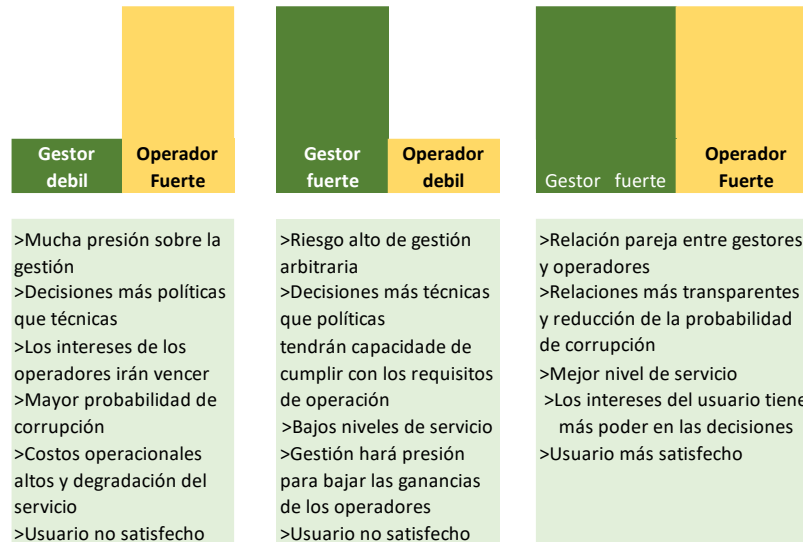 Gestor
debil
Operador
Fuerte
>Mucha presión sobre la
gestión
>Decisiones más políticas
que técnicas
>Los intereses de los
operadores irán vencer
>Mayor probabilidad de
corrupción
>Costos operacionales
altos y degradación del
servicio
>Usuario no satisfecho
Gestor
fuerte
Operador
debil
>Riesgo alto de gestión
arbitraria
>Decisiones más técnicas
que políticas
tendrán capacidade de
cumplir con los requisitos
de operación
>Bajos niveles de servicio
>Gestión hará presión
para bajar las ganancias
de los operadores
>Usuario no satisfecho
Gestor fuerte
Operador
Fuerte
>Relación pareja entre gestores
y operadores
>Relaciones más transparentes
y reducción de la probabilidad
de corrupción
>Mejor nivel de servicio
>Los intereses del usuario tiene
más poder en las decisiones
>Usuario más satisfecho